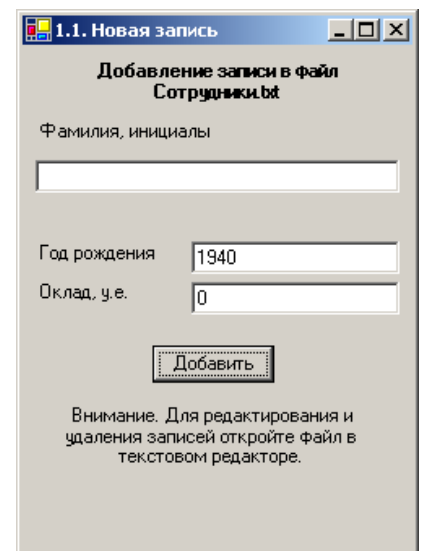 1.1. Новая запись
Добавление записи в файл
Сотрудники.txt
Фамилия, инициалы
Год рождения 1940
Оклад, у.е. 0
Добавить
Внимание. Для редактирования и
удаления записей откройте файл в
текстовом редакторе.